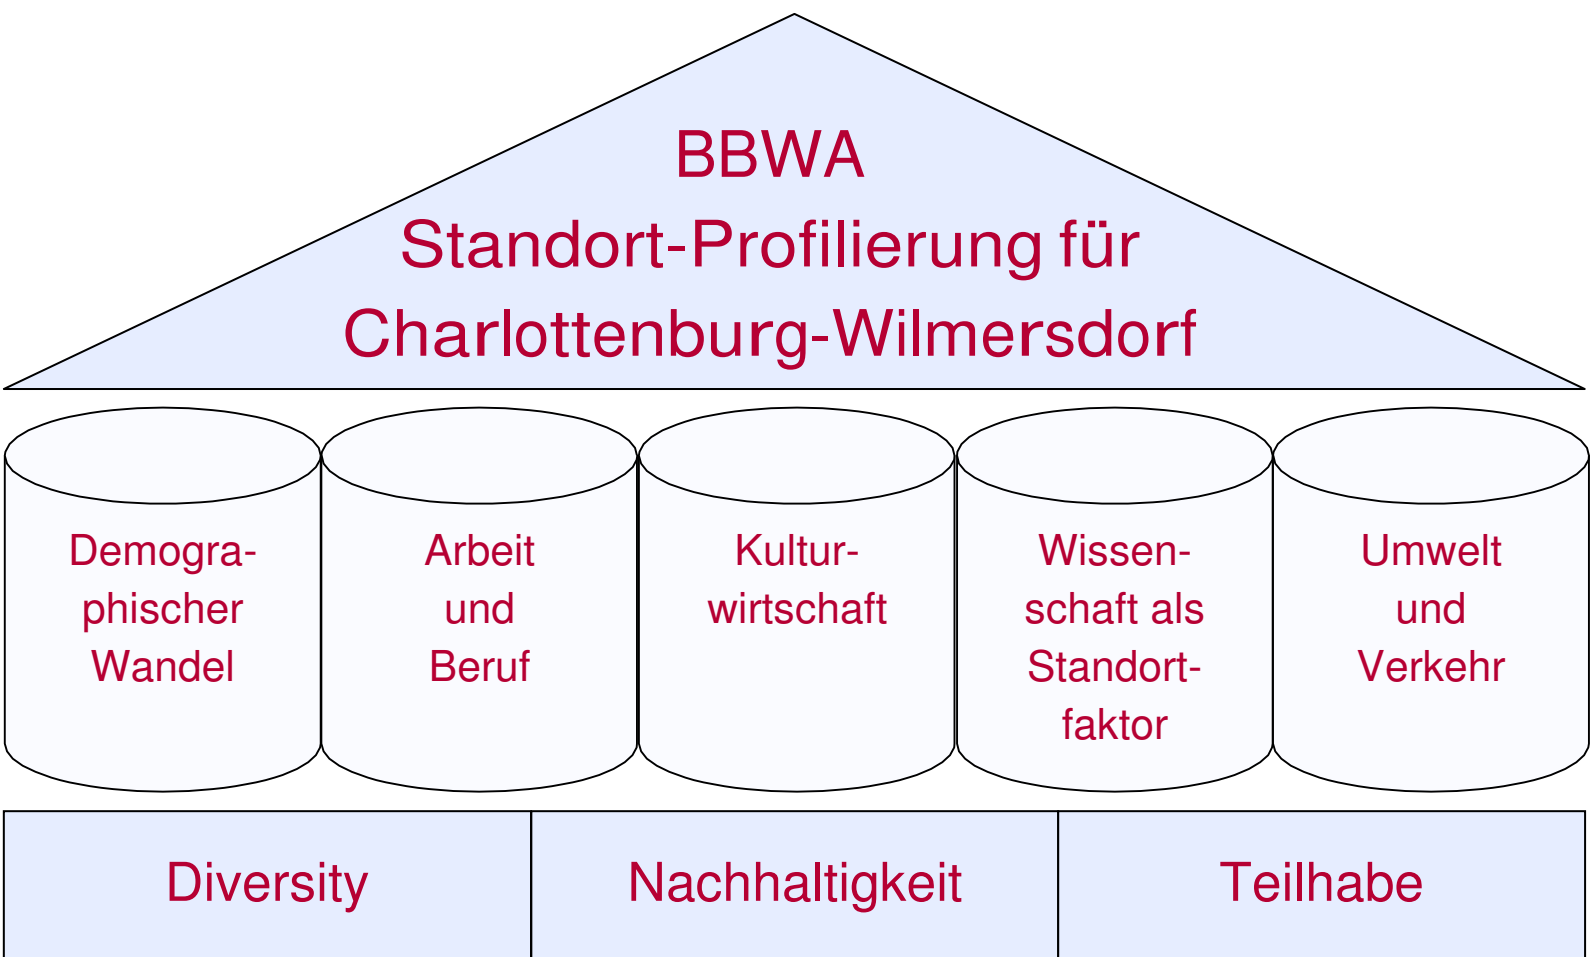 BBWA
Standort-Profilierung für
Charlottenburg-Wilmersdorf
Demogra-
phischer
Wandel
Arbeit
und
Beruf
Kultur-
wirtschaft
Wissen-
schaft als
Standort-
faktor
Umwelt
und
Verkehr
Diversity
Nachhaltigkeit
Teilhabe